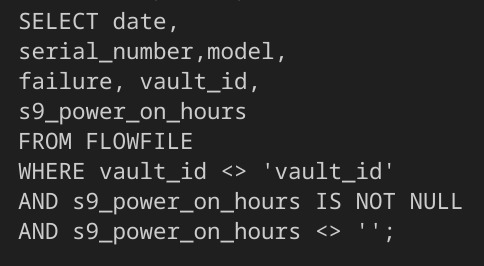 SELECT date,
serial_number,model,
failure, vault_id,
s9_power_on_hours
FROM FLOWFILE
WHERE vault_id <> 'vault_id'
AND s9_power_on_hours IS NOT NULL
AND s9_power_on_hours <> '';